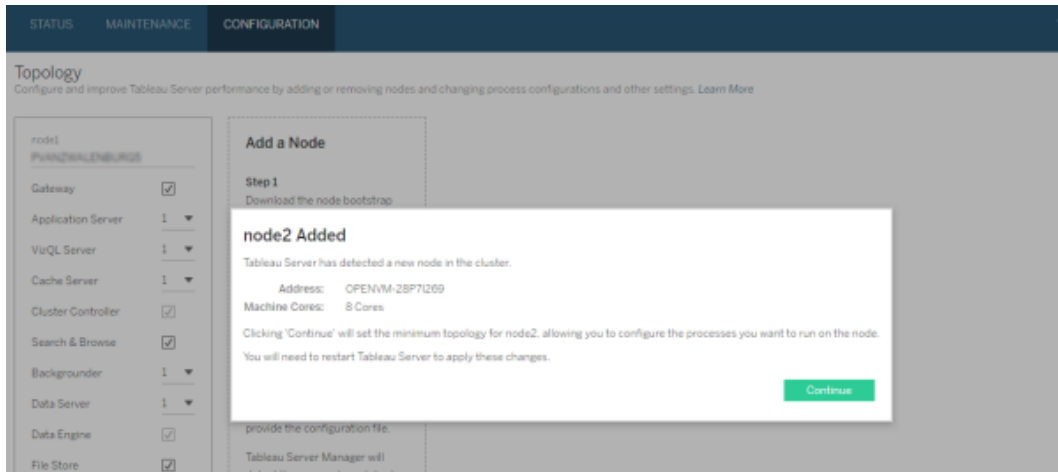 STATUS MAINTENANCE CONFIGURATION
Topology
Configure and improve Tableau Server performance by adding or removing nodes and changing process configurations and other settings. Learn More
node1
Gateway
Application Server 1
VizQL Server 1
Cache Server 1
Cluster Controller
Search & Browse
Backgrounder 1
Data Server 1
Data Engine
File Store
Add a Node
Step 1
Download the node bootstrap
node2 Added
Tableau Server has detected a new node in the cluster.
Address: OPENVM-28P7I269
Machine Cores: 8 Cores
Clicking 'Continue' will set the minimum topology for node2, allowing you to configure the processes you want to run on the node.
You will need to restart Tableau Server to apply these changes.
Continue
provide the configuration file.
Tableau Server Manager will